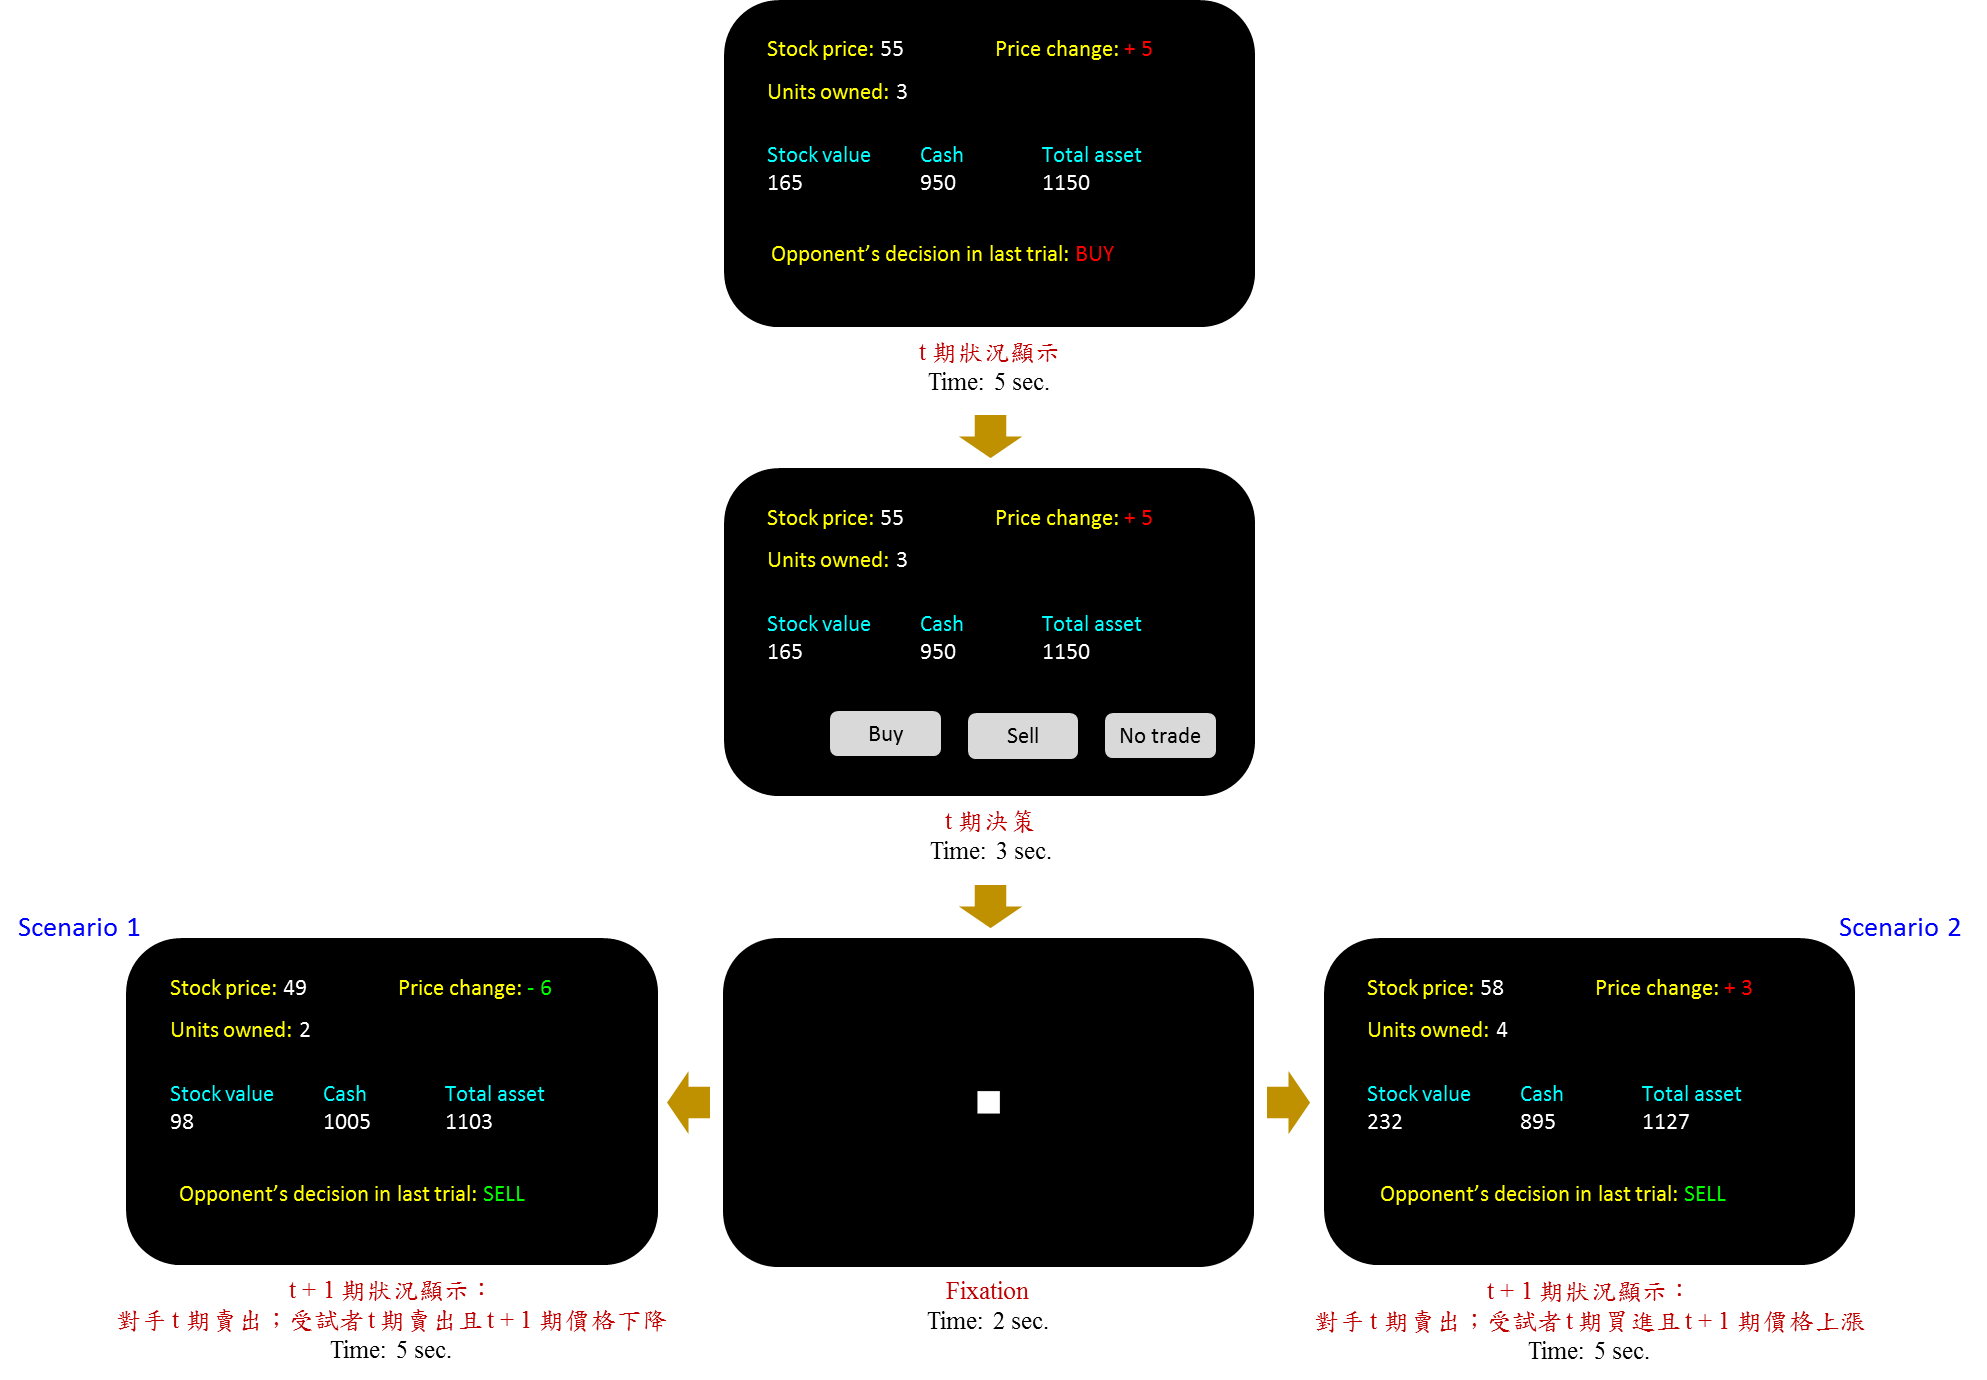 Stock price: 55 Price change: + 5
Units owned: 3
Stock value Cash Total asset
165 950 1150
Opponent’s decision in last trial: BUY
t 期狀況顯示
Time: 5 sec.
Stock price: 55 Price change: + 5
Units owned: 3
Stock value Cash Total asset
165 950 1150
Buy Sell No trade
t 期決策
Time: 3 sec.
Scenario 1
Stock price: 49 Price change: - 6
Units owned: 2
Stock value Cash Total asset
98 1005 1103
Opponent’s decision in last trial: SELL
t + 1 期狀況顯示：
對手 t 期賣出；受試者 t 期賣出且 t + 1 期價格下降
Time: 5 sec.
Fixation
Time: 2 sec.
Scenario 2
Stock price: 58 Price change: + 3
Units owned: 4
Stock value Cash Total asset
232 895 1127
Opponent’s decision in last trial: SELL
t + 1 期狀況顯示：
對手 t 期賣出；受試者 t 期買進且 t + 1 期價格上漲
Time: 5 sec.